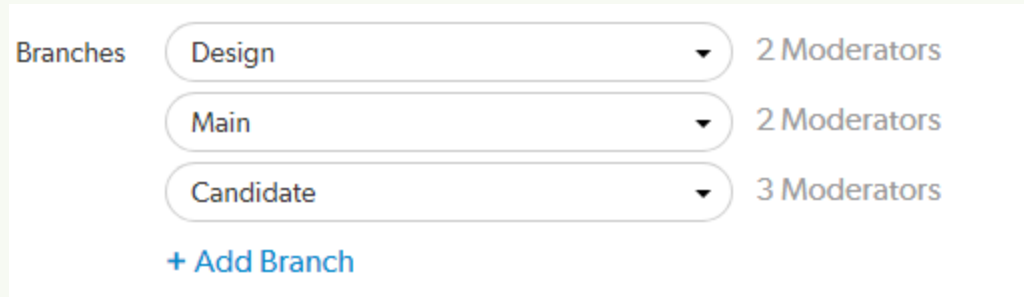 Branches Design 2 Moderators
Main 2 Moderators
Candidate 3 Moderators
+ Add Branch